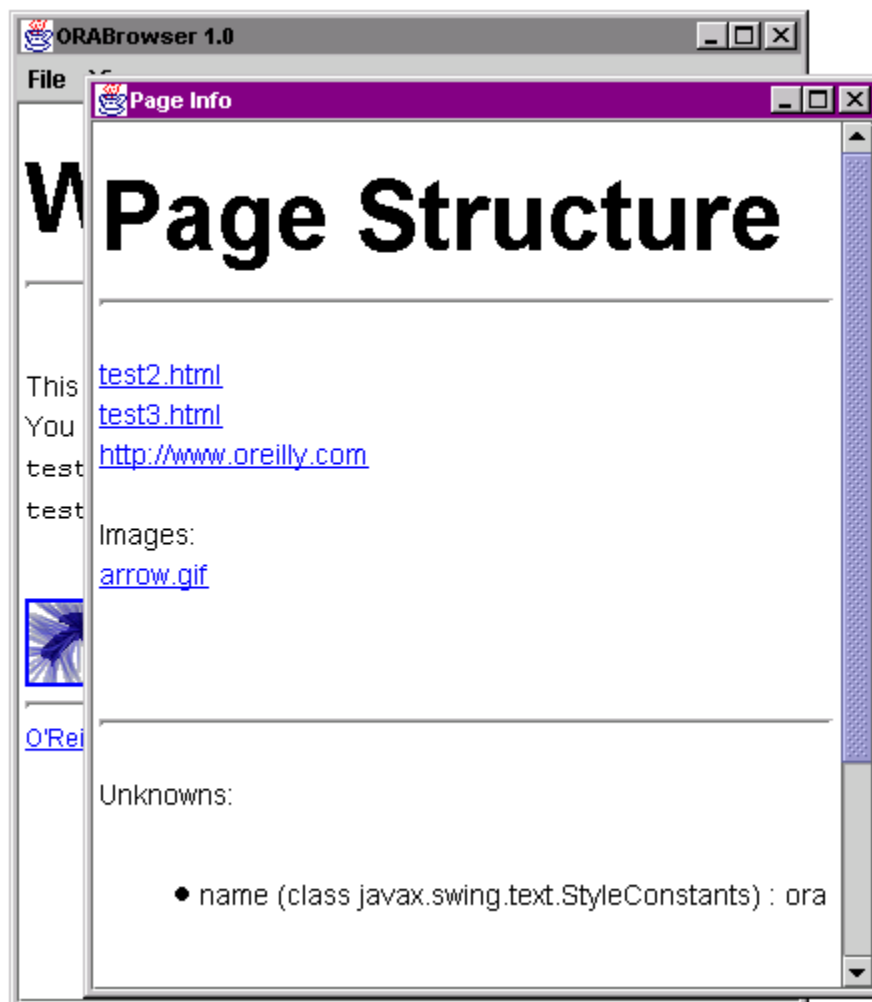 ORABrowser 1.0
File
Page Info
Page Structure
test2.html
test3.html
http://www.oreilly.com
Images:
arrow.gif
Unknowns:
• name (class javax.swing.text.StyleConstants) : ora
This
You
test
test